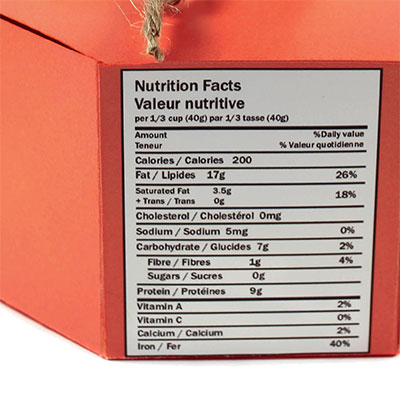 Nutrition Facts
Valeur nutritive
per 1/3 cup (40g) par 1/3 tasse (40g)
Amount %Daily value
Teneur % Valeur quotidienne
Calories / Calories 200
Fat / Lipides 17g 26%
Saturated Fat 3.5g
+ Trans / Trans 0g 18%
Cholesterol / Cholestérol 0mg
Sodium / Sodium 5mg 0%
Carbohydrate / Glucides 7g 2%
Fibre / Fibres 1g 4%
Sugars / Sucres 0g
Protein / Protéines 9g
Vitamin A 2%
Vitamin C 0%
Calcium / Calcium 2%
Iron / Fer 40%